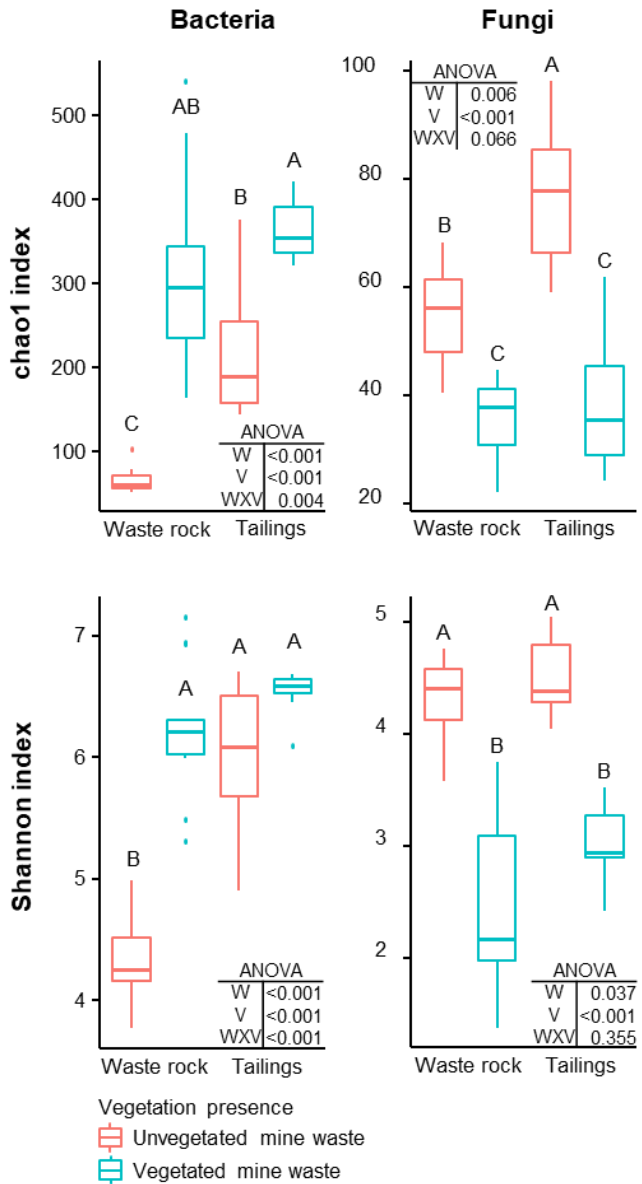 Bacteria
Fungi
chao1 index
500
400
300
200
100
AB
A
B
C
ANOVA
W <0.001
V <0.001
WXV 0.004
Waste rock Tailings
100
80
60
40
20
ANOVA
W 0.006
V <0.001
WXV 0.066
A
B
C
C
Waste rock Tailings
Shannon index
7
6
5
4
A
A
A
B
ANOVA
W <0.001
V <0.001
WXV <0.001
Waste rock Tailings
5
4
3
2
A
A
B
B
ANOVA
W 0.037
V <0.001
WXV 0.355
Waste rock Tailings
Vegetation presence
Unvegetated mine waste
Vegetated mine waste